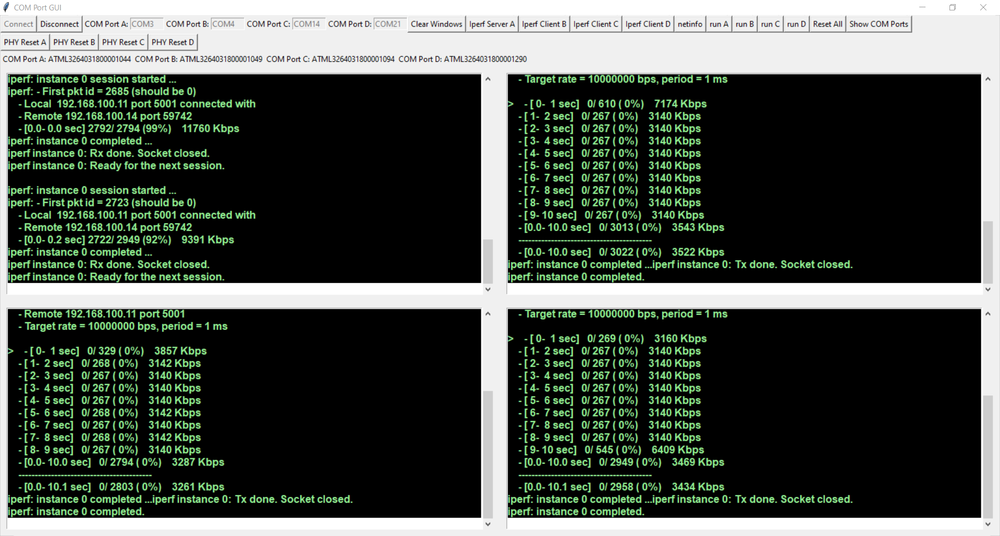 COM Port GUI
Connect Disconnect COM Port A: COM3 COM Port B: COM4 COM Port C: COM14 COM Port D: COM21 Clear Windows Iperf Server A Iperf Client B Iperf Client C Iperf Client D netinfo run A run B run C run D Reset All Show COM Ports
PHY Reset A PHY Reset B PHY Reset C PHY Reset D
COM Port A: ATML3264031800001044 COM Port B: ATML3264031800001049 COM Port C: ATML3264031800001094 COM Port D: ATML3264031800001290
iperf: instance 0 session started ...
iperf: - First pkt id = 2685 (should be 0)
- Local 192.168.100.11 port 5001 connected with
- Remote 192.168.100.14 port 59742
- [0.0- 0.0 sec] 2792/ 2794 (99%) 11760 Kbps
iperf: instance 0 completed ...
iperf instance 0: Rx done. Socket closed.
iperf instance 0: Ready for the next session.
iperf: instance 0 session started ...
iperf: - First pkt id = 2723 (should be 0)
- Local 192.168.100.11 port 5001 connected with
- Remote 192.168.100.14 port 59742
- [0.0- 0.2 sec] 2722/ 2949 (92%) 9391 Kbps
iperf: instance 0 completed ...
iperf instance 0: Rx done. Socket closed.
iperf instance 0: Ready for the next session.
- Target rate = 10000000 bps, period = 1 ms
> - [ 0- 1 sec] 0/ 610 ( 0%) 7174 Kbps
- [ 1- 2 sec] 0/ 267 ( 0%) 3140 Kbps
- [ 2- 3 sec] 0/ 267 ( 0%) 3140 Kbps
- [ 3- 4 sec] 0/ 267 ( 0%) 3140 Kbps
- [ 4- 5 sec] 0/ 267 ( 0%) 3140 Kbps
- [ 5- 6 sec] 0/ 267 ( 0%) 3140 Kbps
- [ 6- 7 sec] 0/ 267 ( 0%) 3140 Kbps
- [ 7- 8 sec] 0/ 267 ( 0%) 3140 Kbps
- [ 8- 9 sec] 0/ 267 ( 0%) 3140 Kbps
- [ 9- 10 sec] 0/ 267 ( 0%) 3140 Kbps
- [0.0- 10.0 sec] 0/ 3013 ( 0%) 3543 Kbps
-----------------------------------------
- [0.0- 10.0 sec] 0/ 3022 ( 0%) 3522 Kbps
iperf: instance 0 completed ...iperf instance 0: Tx done. Socket closed.
iperf: instance 0 completed.
- Remote 192.168.100.11 port 5001
- Target rate = 10000000 bps, period = 1 ms
> - [ 0- 1 sec] 0/ 329 ( 0%) 3857 Kbps
- [ 1- 2 sec] 0/ 268 ( 0%) 3142 Kbps
- [ 2- 3 sec] 0/ 267 ( 0%) 3140 Kbps
- [ 3- 4 sec] 0/ 267 ( 0%) 3140 Kbps
- [ 4- 5 sec] 0/ 267 ( 0%) 3140 Kbps
- [ 5- 6 sec] 0/ 268 ( 0%) 3142 Kbps
- [ 6- 7 sec] 0/ 267 ( 0%) 3140 Kbps
- [ 7- 8 sec] 0/ 268 ( 0%) 3142 Kbps
- [ 8- 9 sec] 0/ 267 ( 0%) 3140 Kbps
- [0.0- 10.0 sec] 0/ 2794 ( 0%) 3287 Kbps
-----------------------------------------
- [0.0- 10.1 sec] 0/ 2803 ( 0%) 3261 Kbps
iperf: instance 0 completed ...iperf instance 0: Tx done. Socket closed.
iperf: instance 0 completed.
- Target rate = 10000000 bps, period = 1 ms
> - [ 0- 1 sec] 0/ 269 ( 0%) 3160 Kbps
- [ 1- 2 sec] 0/ 267 ( 0%) 3140 Kbps
- [ 2- 3 sec] 0/ 267 ( 0%) 3140 Kbps
- [ 3- 4 sec] 0/ 267 ( 0%) 3140 Kbps
- [ 4- 5 sec] 0/ 267 ( 0%) 3140 Kbps
- [ 5- 6 sec] 0/ 267 ( 0%) 3140 Kbps
- [ 6- 7 sec] 0/ 267 ( 0%) 3140 Kbps
- [ 7- 8 sec] 0/ 267 ( 0%) 3140 Kbps
- [ 8- 9 sec] 0/ 267 ( 0%) 3140 Kbps
- [ 9- 10 sec] 0/ 545 ( 0%) 6409 Kbps
- [0.0- 10.0 sec] 0/ 2949 ( 0%) 3469 Kbps
-----------------------------------------
- [0.0- 10.1 sec] 0/ 2958 ( 0%) 3434 Kbps
iperf: instance 0 completed ...iperf instance 0: Tx done. Socket closed.
iperf: instance 0 completed.